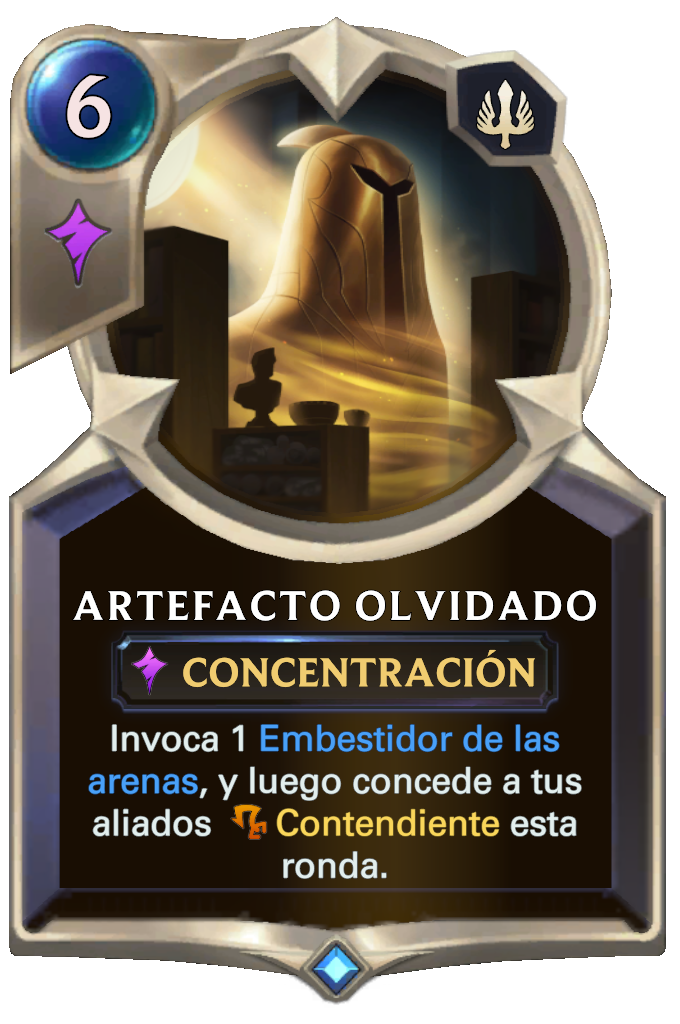 6
ARTEFACTO OLVIDADO
CONCENTRACIÓN
Invoca 1 Embestidor de las
arenas, y luego concede a tus
aliados Contendiente esta
ronda.